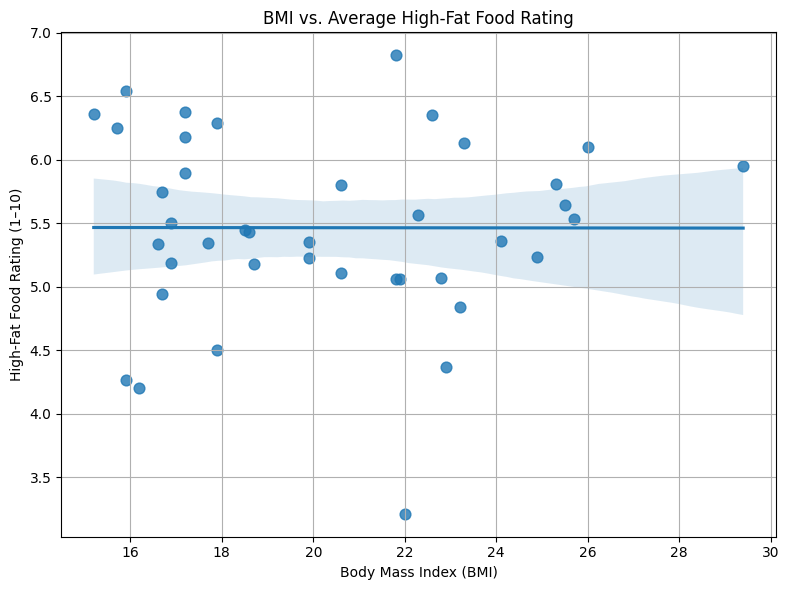 BMI vs. Average High-Fat Food Rating
High-Fat Food Rating (1–10)
7.0
6.5
6.0
5.5
5.0
4.5
4.0
3.5
16 18 20 22 24 26 28 30
Body Mass Index (BMI)